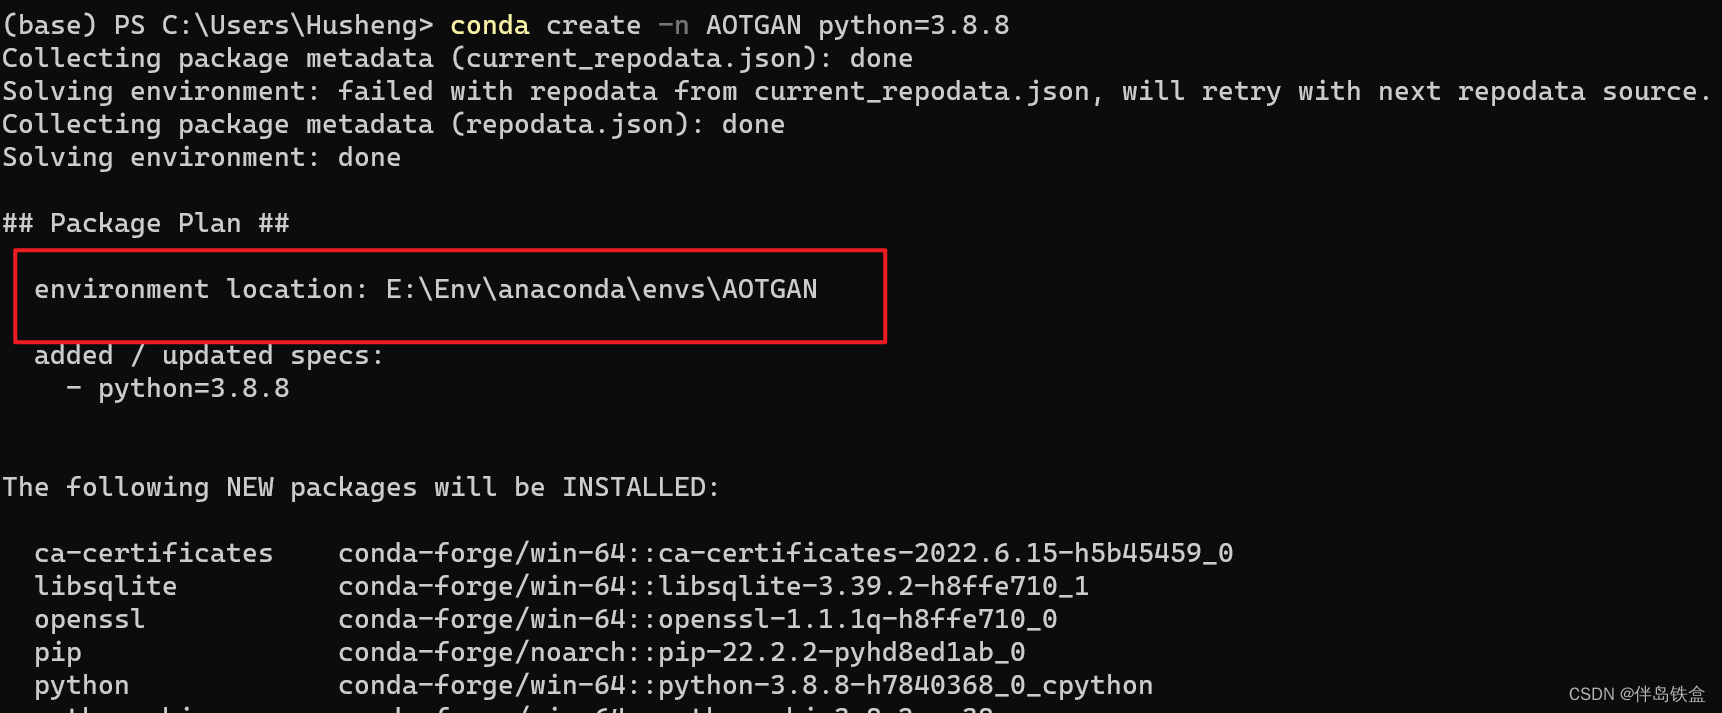 (base) PS C:\Users\Husheng> conda create -n AOTGAN python=3.8.8
Collecting package metadata (current_repodata.json): done
Solving environment: failed with repodata from current_repodata.json, will retry with next repodata source.
Collecting package metadata (repodata.json): done
Solving environment: done
## Package Plan ##
environment location: E:\Env\anaconda\envs\AOTGAN
added / updated specs:
- python=3.8.8
The following NEW packages will be INSTALLED:
ca-certificates conda-forge/win-64::ca-certificates-2022.6.15-h5b45459_0
libsqlite conda-forge/win-64::libsqlite-3.39.2-h8ffe710_1
openssl conda-forge/win-64::openssl-1.1.1q-h8ffe710_0
pip conda-forge/noarch::pip-22.2.2-pyhd8ed1ab_0
python conda-forge/win-64::python-3.8.8-h7840368_0_cpython
CSDN @伴岛铁盒